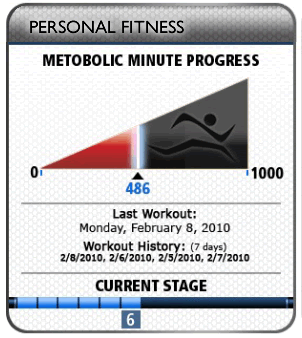 PERSONAL FITNESS
METOBOLIC MINUTE PROGRESS
0 1000
486
Last Workout:
Monday, February 8, 2010
Workout History: (7 days)
2/8/2010, 2/6/2010, 2/5/2010, 2/7/2010
CURRENT STAGE
6